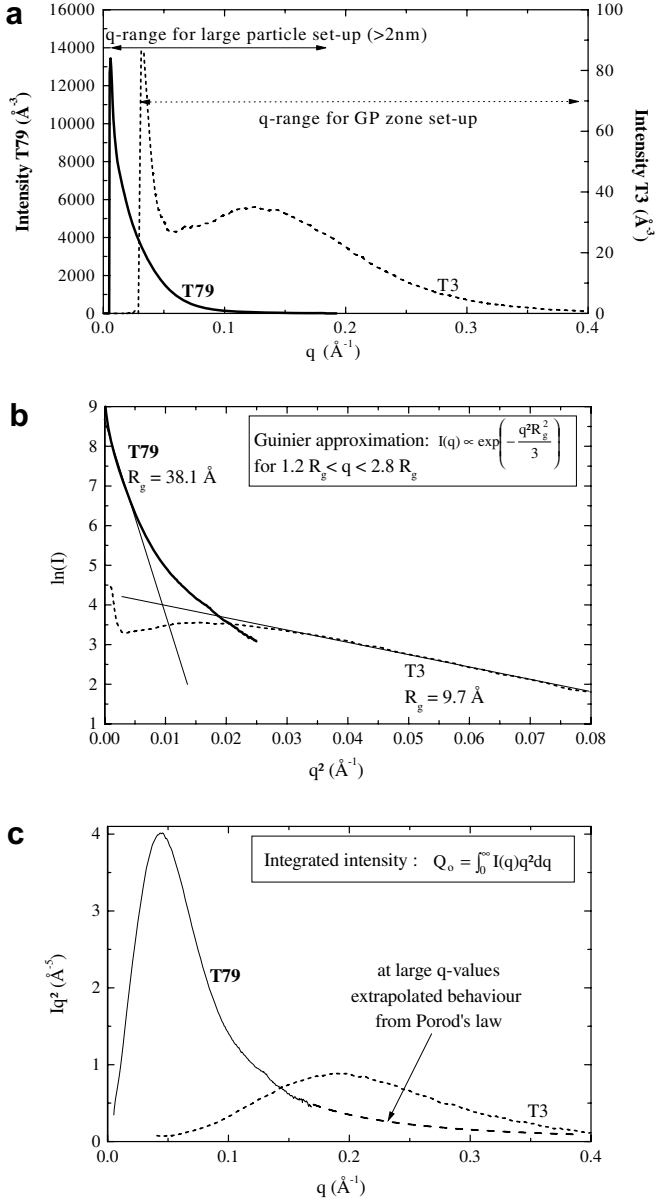 a
16000
14000
12000
10000
8000
6000
4000
2000
0
Intensity T79 (Å⁻³)
q-range for large particle set-up (>2nm)
q-range for GP zone set-up
T79
T3
100
80
60
40
20
0
Intensity T3 (Å⁻³)
0.0 0.1 0.2 0.3 0.4
q (Å⁻¹)
b
9
8
7
6
5
4
3
2
1
ln(I)
T79
R_g = 38.1 Å
Guinier approximation: I(q) ∝ exp(−q²R_g²/3)
for 1.2 R_g< q < 2.8 R_g
T3
R_g = 9.7 Å
0.00 0.01 0.02 0.03 0.04 0.05 0.06 0.07 0.08
q² (Å⁻¹)
c
4
3
2
1
0
Iq² (Å⁻⁵)
Integrated intensity : Q_o = ∫₀^∞ I(q)q²dq
T79
at large q-values
extrapolated behaviour
from Porod's law
T3
0.0 0.1 0.2 0.3 0.4
q (Å⁻¹)